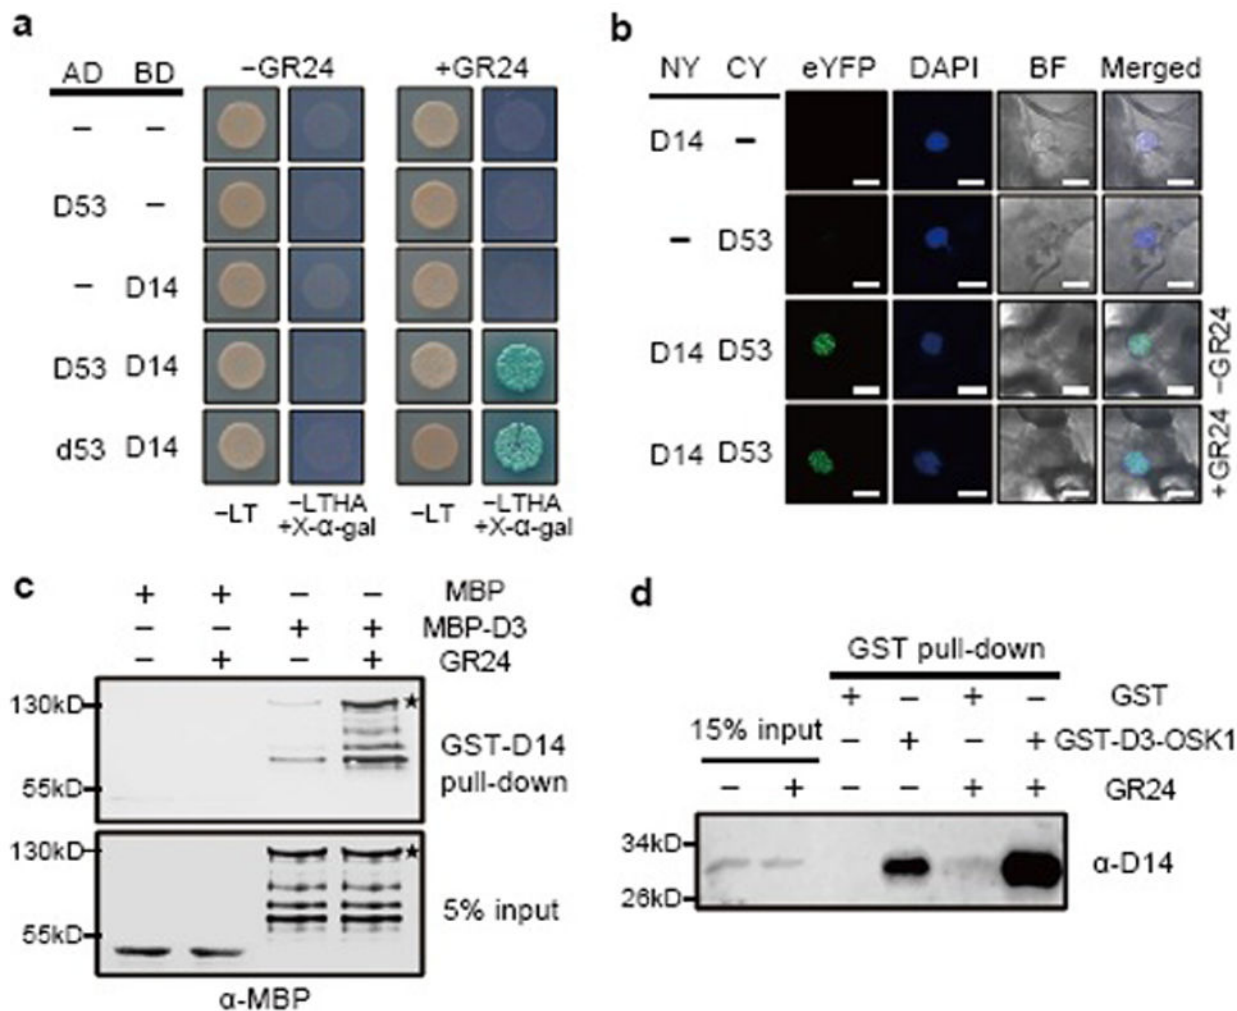 a
AD BD −GR24 +GR24
− −
D53 −
− D14
D53 D14
d53 D14
−LT −LTHA +X-α-gal −LT −LTHA +X-α-gal
b
NY CY eYFP DAPI BF Merged
D14 −
− D53
D14 D53 −GR24
D14 D53 +GR24
c
+ + − − MBP
− − + + MBP-D3
− + − + GR24
130kD
55kD
GST-D14
pull-down
130kD
55kD
5% input
α-MBP
d
GST pull-down
+ − + − GST
15% input
− + − + GST-D3-OSK1
− + − − + + GR24
34kD
26kD
α-D14